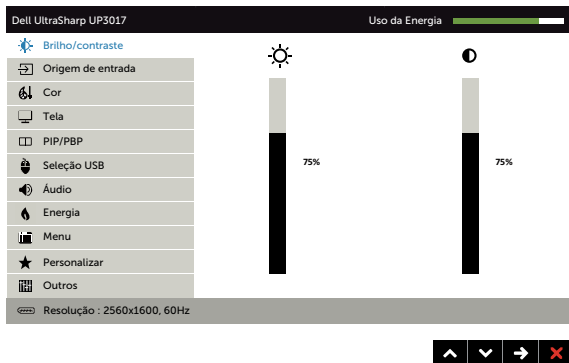 Dell UltraSharp UP3017 Uso da Energia
Brilho/contraste
Origem de entrada
Cor
Tela
PIP/PBP
Seleção USB
Áudio
Energia
Menu
Personalizar
Outros
75% 75%
Resolução : 2560x1600, 60Hz